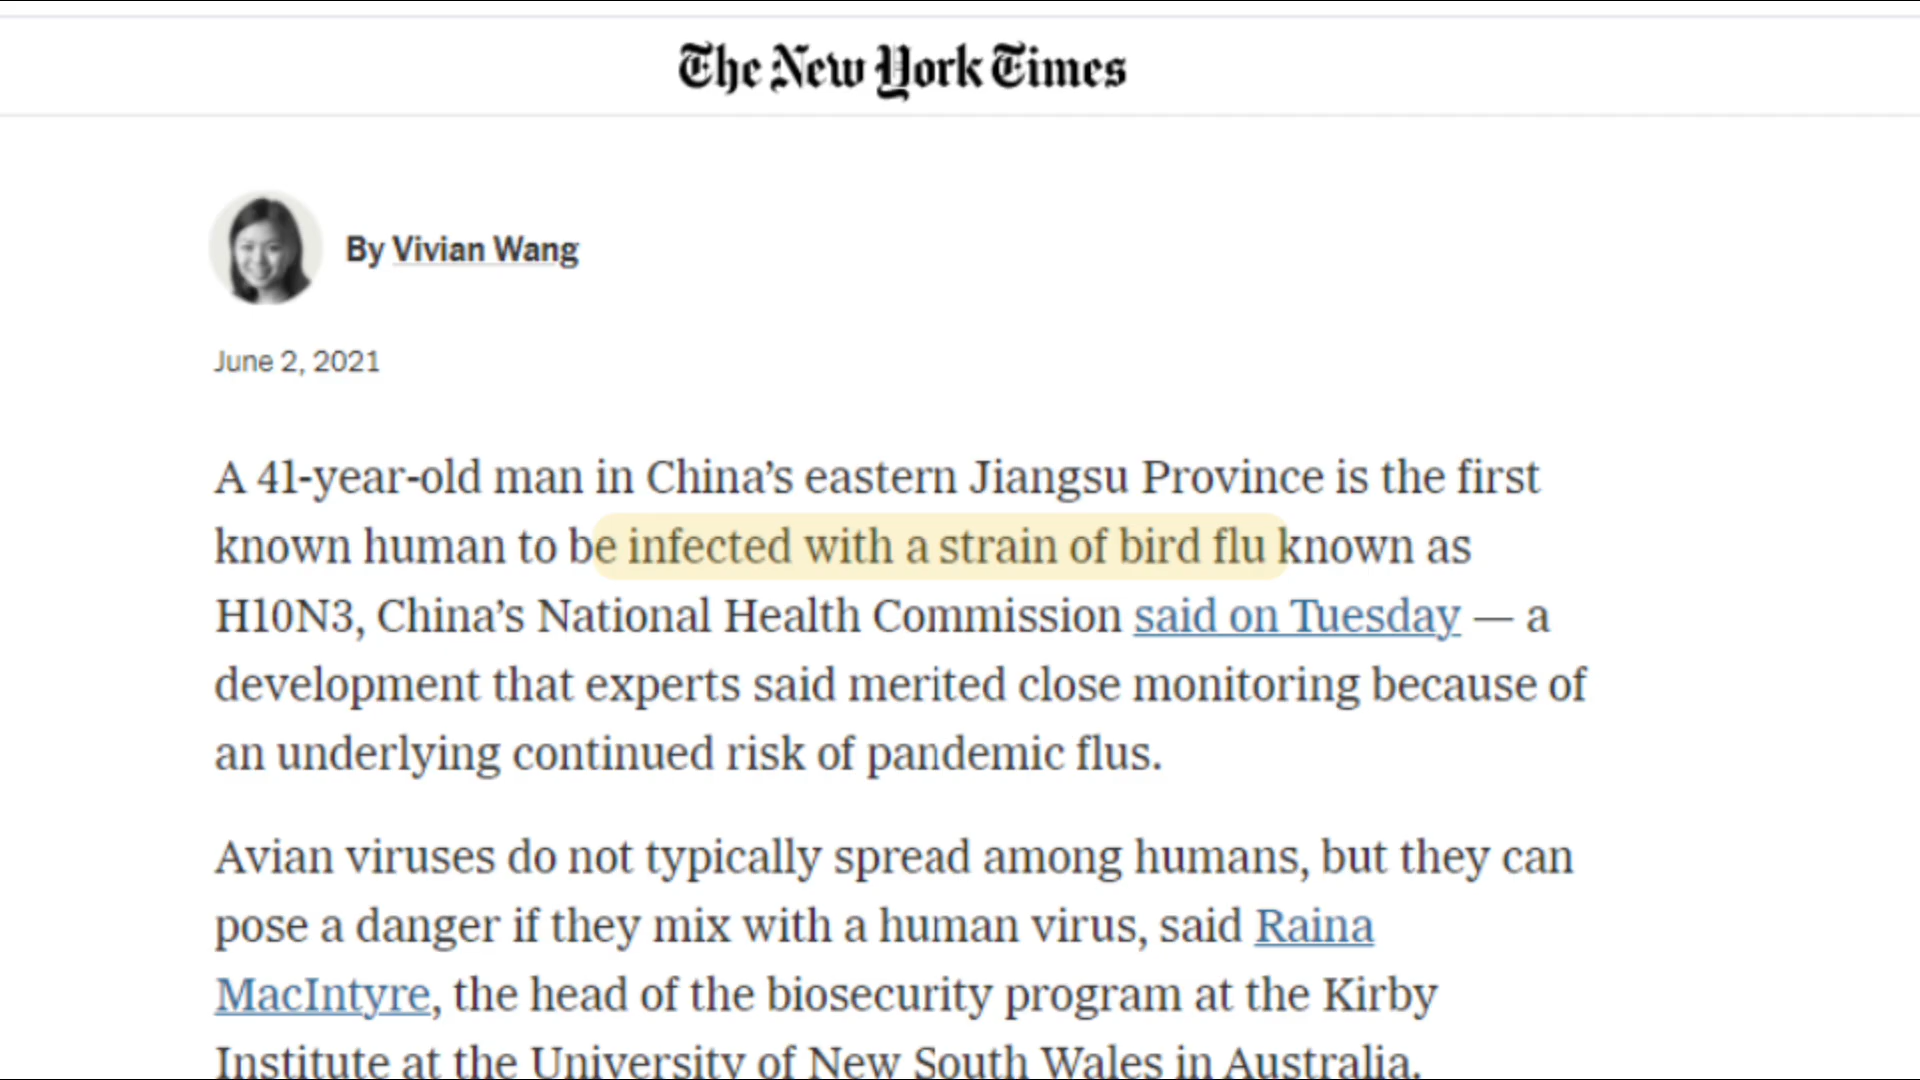 The New York Times
By Vivian Wang
June 2, 2021
A 41-year-old man in China’s eastern Jiangsu Province is the first
known human to be infected with a strain of bird flu known as
H10N3, China’s National Health Commission said on Tuesday — a
development that experts said merited close monitoring because of
an underlying continued risk of pandemic flus.
Avian viruses do not typically spread among humans, but they can
pose a danger if they mix with a human virus, said Raina
MacIntyre, the head of the biosecurity program at the Kirby
Institute at the University of New South Wales in Australia.